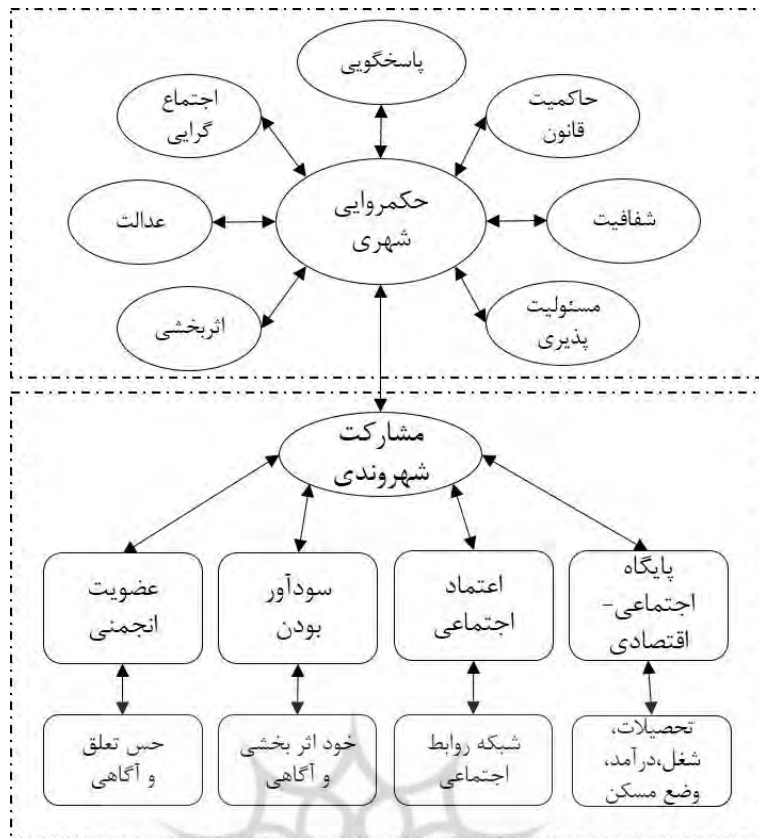 پاسخگویی
حاکمیت
قانون
اجتماع
گرایی
حکمروایی
شهری
شفافیت
عدالت
مسئولیت
پذیری
اثربخشی
مشارکت
شهروندی
پایگاه
اجتماعی-
اقتصادی
اعتماد
اجتماعی
سودآور
بودن
عضویت
انجمنی
تحصیلات،
شغل،درآمد،
وضع مسکن
شبکه روابط
اجتماعی
خود اثر بخشی
و آگاهی
حس تعلق
و آگاهی